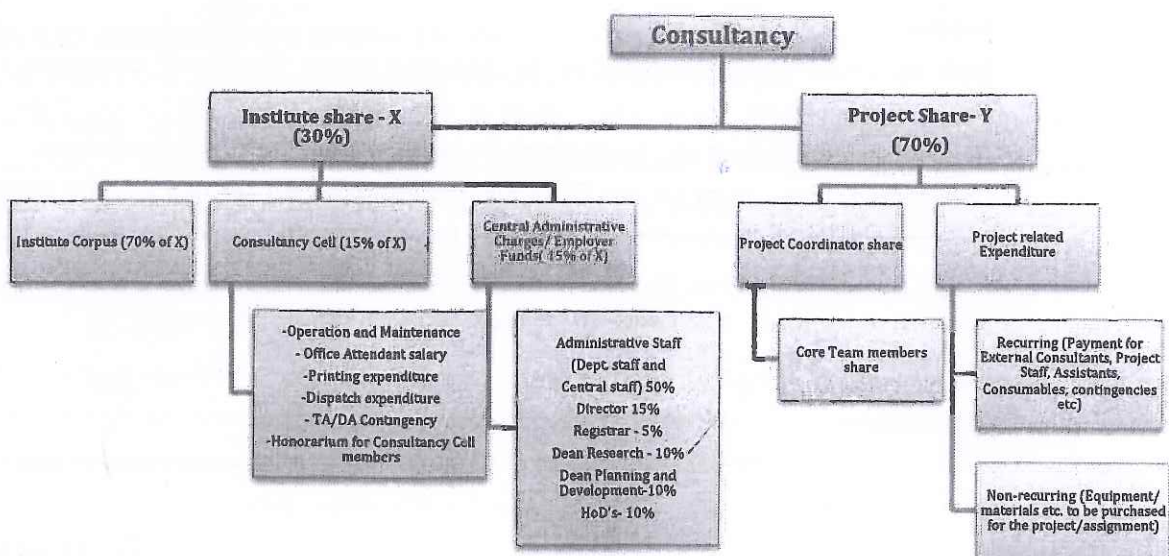 Consultancy
Institute share - X
(30%)
Project Share- Y
(70%)
Institute Corpus (70% of X)
Consultancy Cell (15% of X)
Central Administrative
Charges/ Employer
Funds( 15% of X)
Project Coordinator share
Project related
Expenditure
-Operation and Maintenance
- Office Attendant salary
-Printing expenditure
-Dispatch expenditure
- TA/DA Contingency
-Honorarium for Consultancy Cell
members
Administrative Staff
(Dept. staff and
Central staff) 50%
Director 15%
Registrar - 5%
Dean Research - 10%
Dean Planning and
Development-10%
HoD's- 10%
Core Team members
share
Recurring (Payment for
External Consultants, Project
Staff, Assistants,
Consumables, contingencies
etc)
Non-recurring (Equipment/
materials etc. to be purchased
for the project/assignment)